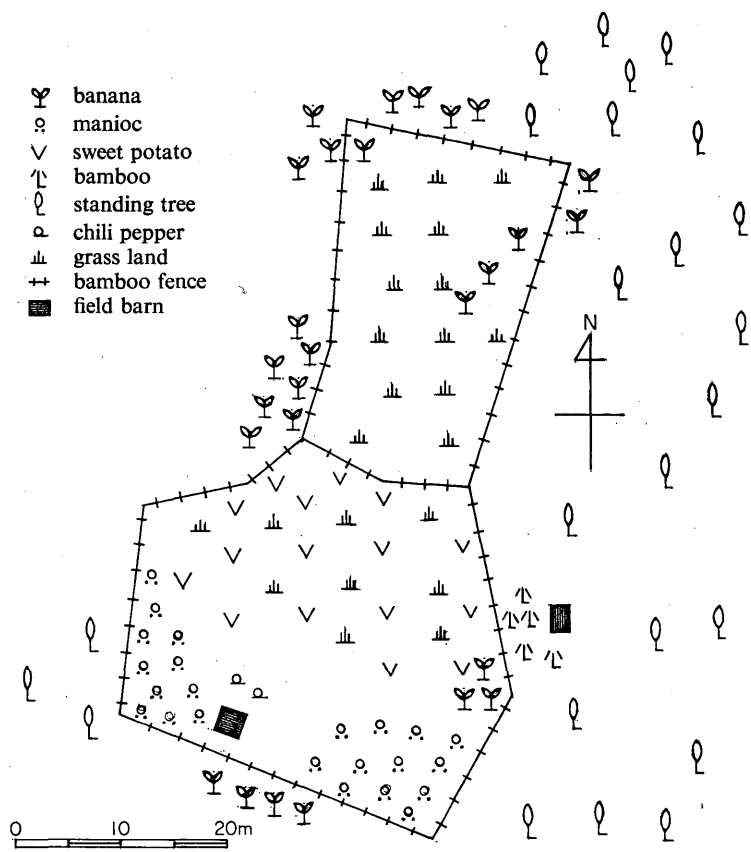 banana
manioc
sweet potato
bamboo
standing tree
chili pepper
grass land
bamboo fence
field barn
N
0 10 20m